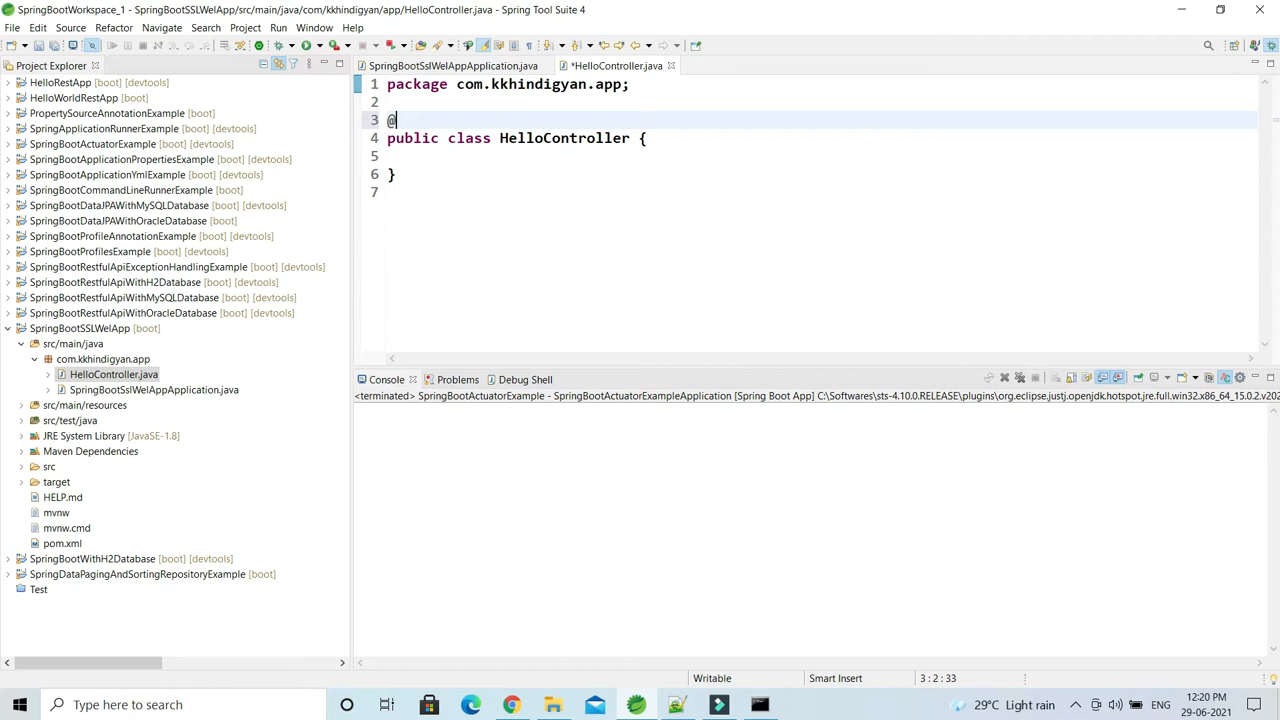 SpringBootWorkspace_1 - SpringBootSSLWelApp/src/main/java/com/kkhindigyan/app/HelloController.java - Spring Tool Suite 4
File Edit Source Refactor Navigate Search Project Run Window Help
Project Explorer
SpringBootSslWelAppApplication.java
*HelloController.java
HelloRestApp [boot] [devtools]
HelloWorldRestApp [boot]
PropertySourceAnnotationExample [boot]
SpringApplicationRunnerExample [boot] [devtools]
SpringBootActuatorExample [boot]
SpringBootApplicationPropertiesExample [boot] [devtools]
SpringBootApplicationYmlExample [boot] [devtools]
SpringBootCommandLineRunnerExample [boot]
SpringBootDataJPAWithMySQLDatabase [boot] [devtools]
SpringBootDataJPAWithOracleDatabase [boot]
SpringBootProfileAnnotationExample [boot] [devtools]
SpringBootProfilesExample [boot] [devtools]
SpringBootRestfulApiExceptionHandlingExample [boot] [devtools]
SpringBootRestfulApiWithH2Database [boot] [devtools]
SpringBootRestfulApiWithMySQLDatabase [boot] [devtools]
SpringBootRestfulApiWithOracleDatabase [boot] [devtools]
SpringBootSSLWelApp [boot]
src/main/java
com.kkhindigyan.app
HelloController.java
SpringBootSslWelAppApplication.java
src/main/resources
src/test/java
JRE System Library [JavaSE-1.8]
Maven Dependencies
src
target
HELP.md
mvnw
mvnw.cmd
pom.xml
SpringBootWithH2Database [boot] [devtools]
SpringDataPagingAndSortingRepositoryExample [boot]
Test
1 package com.kkhindigyan.app;
2
3 @
4 public class HelloController {
5
6 }
7
Console Problems Debug Shell
<terminated> SpringBootActuatorExample - SpringBootActuatorExampleApplication [Spring Boot App] C:\Softwares\sts-4.10.0.RELEASE\plugins\org.eclipse.justj.openjdk.hotspot.jre.full.win32.x86_64_15.0.2.v202
Writable Smart Insert 3 : 2 : 33
Type here to search
29°C Light rain
ENG
12:20 PM
29-06-2021